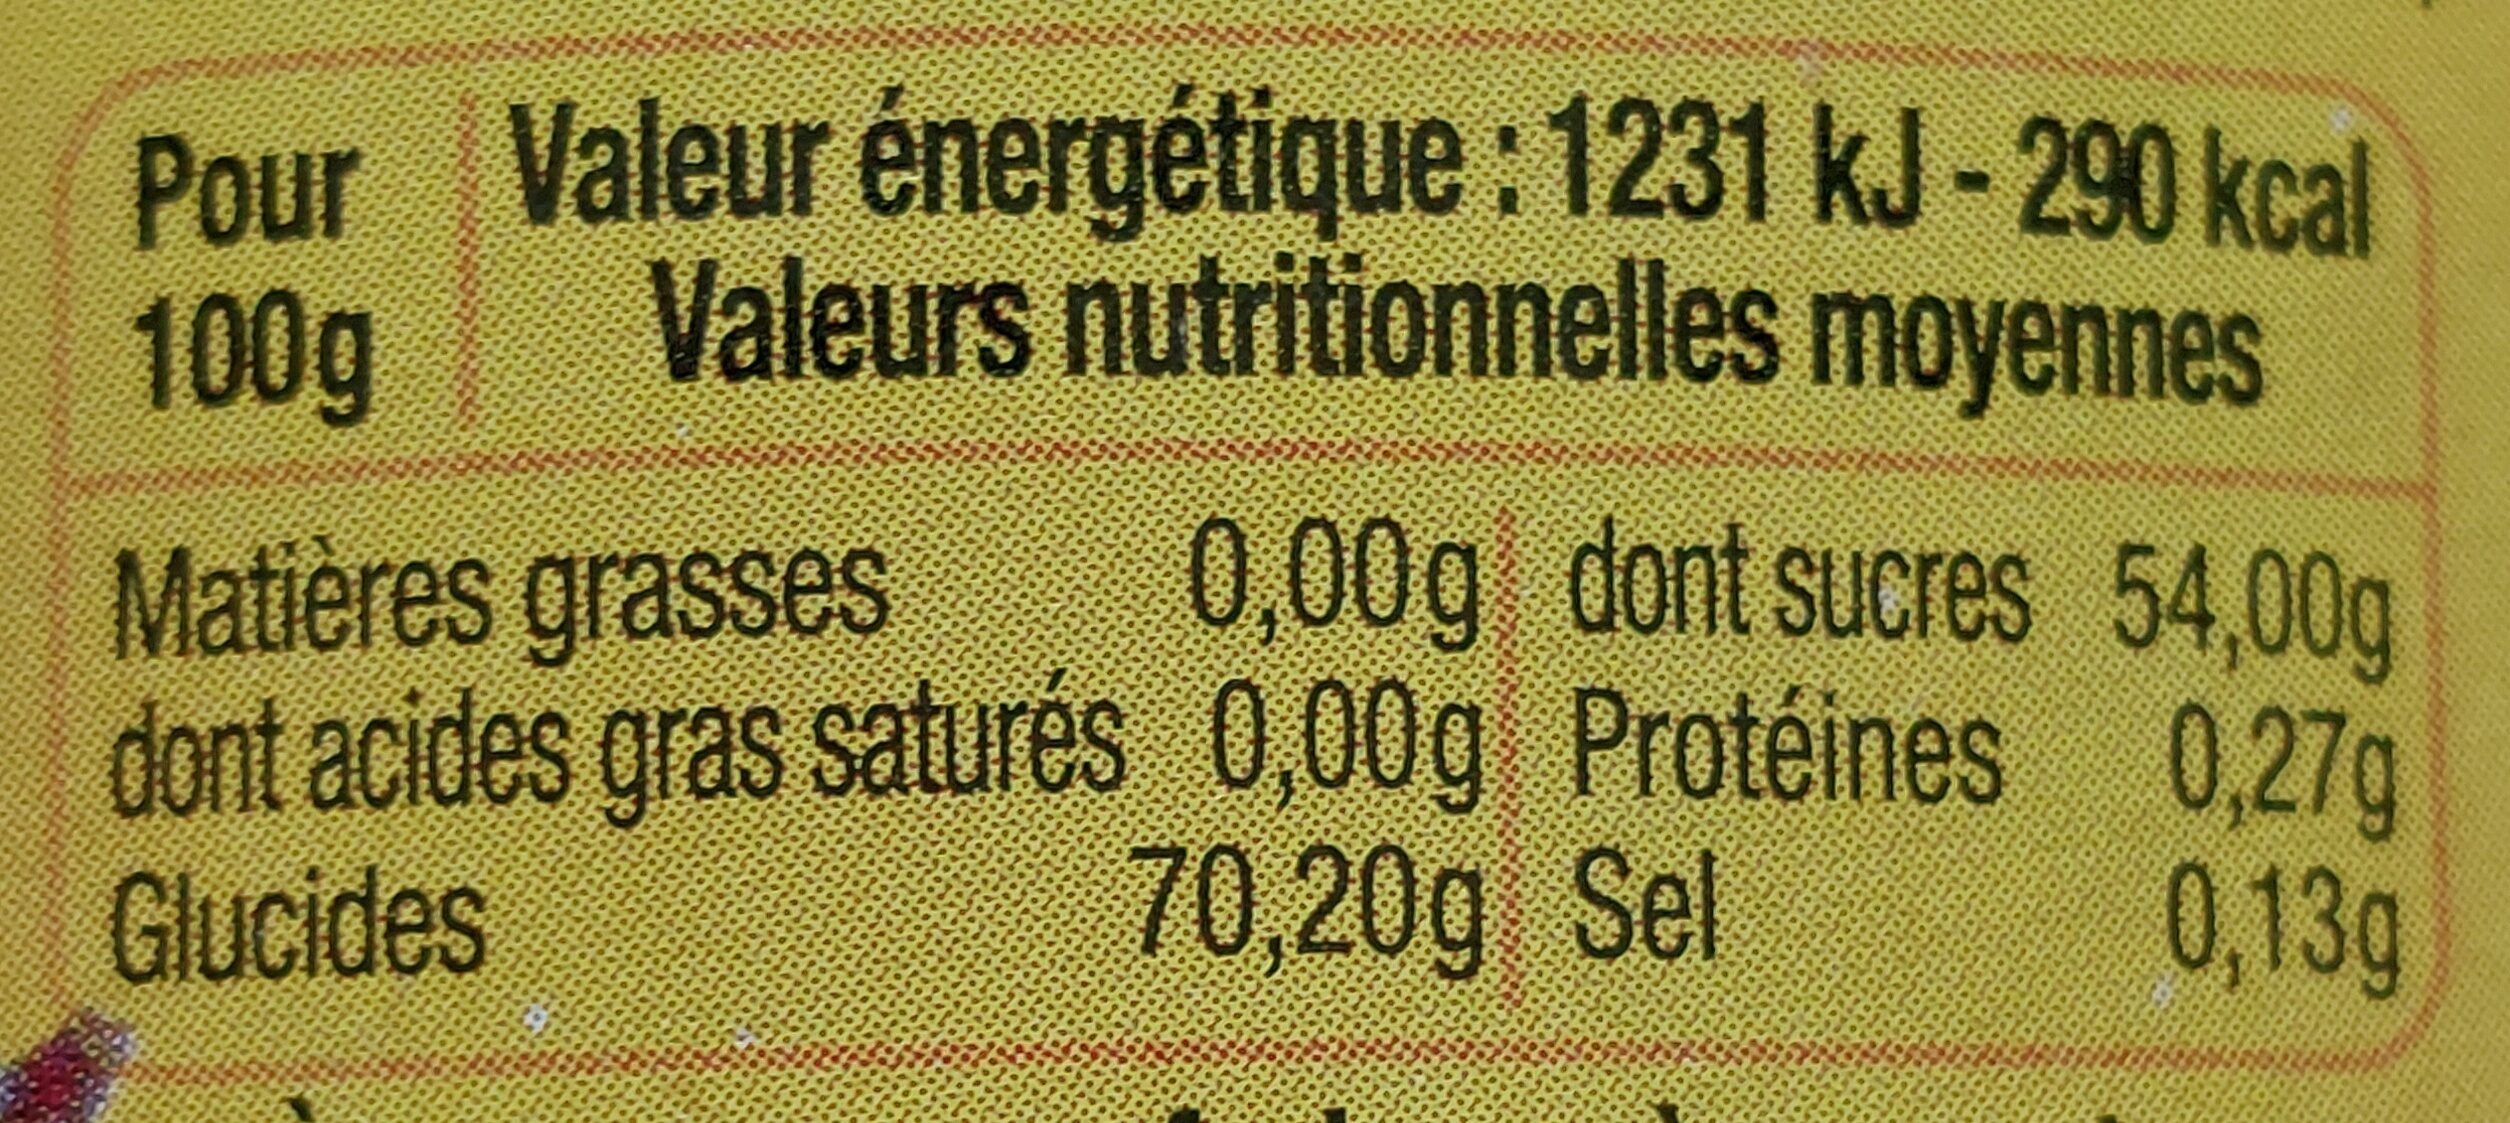 Pour
100g
Valeur énergétique : 1231 kJ - 290 kcal
Valeurs nutritionnelles moyennes
Matières grasses 0,00g
dont acides gras saturés 0,00g
Glucides 70,20g
dont sucres 54,00g
Protéines 0,27g
Sel 0,13g